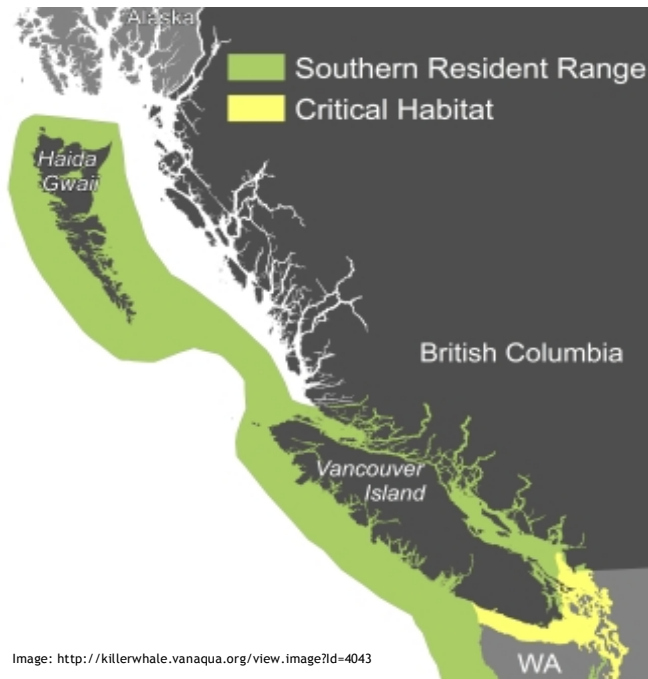 Alaska
Southern Resident Range
Critical Habitat
Haida
Gwaii
British Columbia
Vancouver
Island
Image: http://killerwhale.vanaqua.org/view.image?Id=4043
WA